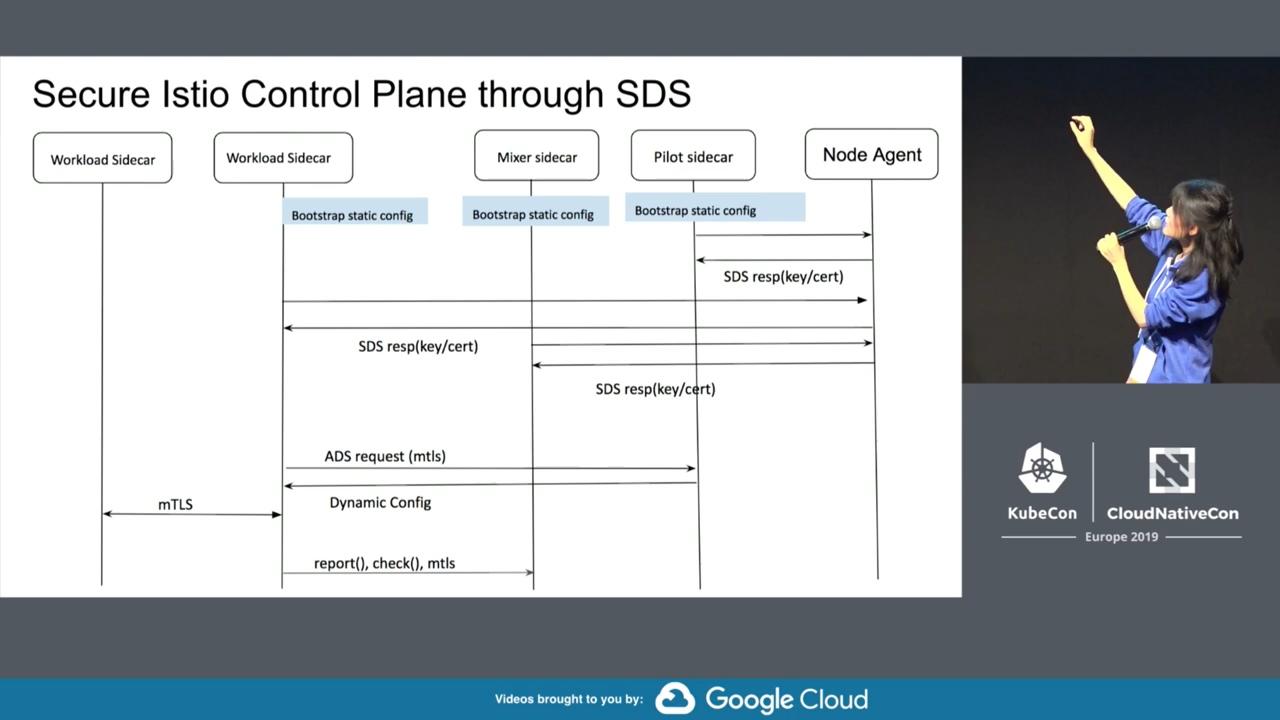 Secure Istio Control Plane through SDS
Workload Sidecar
Workload Sidecar
Mixer sidecar
Pilot sidecar
Node Agent
Bootstrap static config
Bootstrap static config
Bootstrap static config
SDS resp(key/cert)
SDS resp(key/cert)
SDS resp(key/cert)
ADS request (mtls)
mTLS
Dynamic Config
report(), check(), mtls
KubeCon
CloudNativeCon
Europe 2019
Videos brought to you by:
Google Cloud